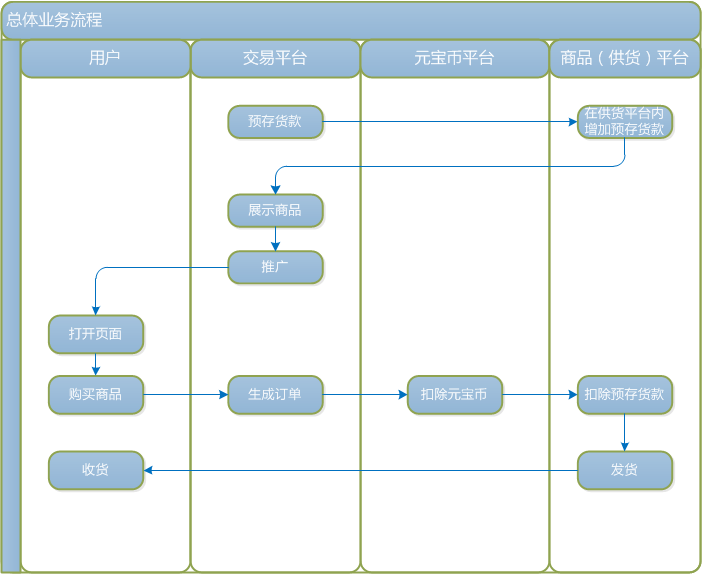 总体业务流程
用户
交易平台
元宝币平台
商品（供货）平台
预存货款
在供货平台内
增加预存货款
展示商品
推广
打开页面
购买商品
生成订单
扣除元宝币
扣除预存货款
收货
发货